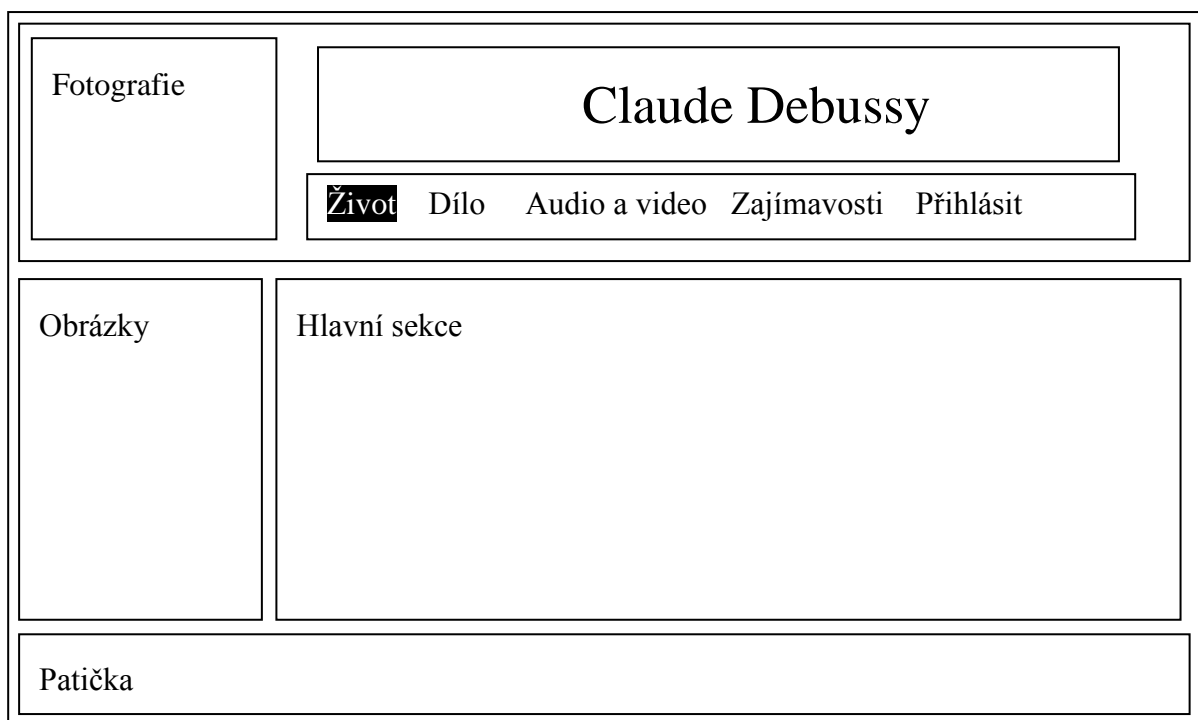 Fotografie
Claude Debussy
Život Dílo Audio a video Zajímavosti Přihlásit
Obrázky
Hlavní sekce
Patička